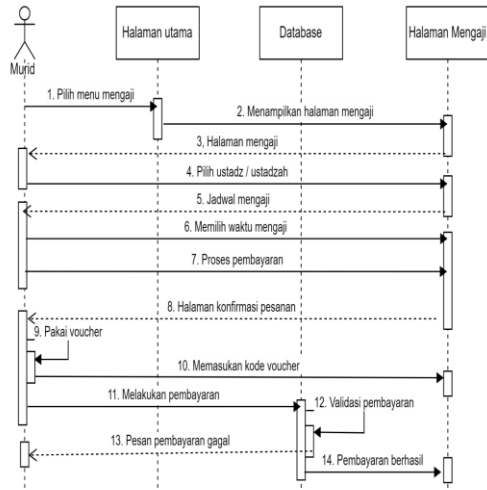 Halaman utama
Database
Halaman Mengaji
Murid
1. Pilih menu mengaji
2. Menampilkan halaman mengaji
3, Halaman mengaji
4. Pilih ustadz / ustadzah
5. Jadwal mengaji
6. Memilih waktu mengaji
7. Proses pembayaran
8. Halaman konfirmasi pesanan
9. Pakai voucher
10. Memasukan kode voucher
11. Melakukan pembayaran
12. Validasi pembayaran
13. Pesan pembayaran gagal
14. Pembayaran berhasil